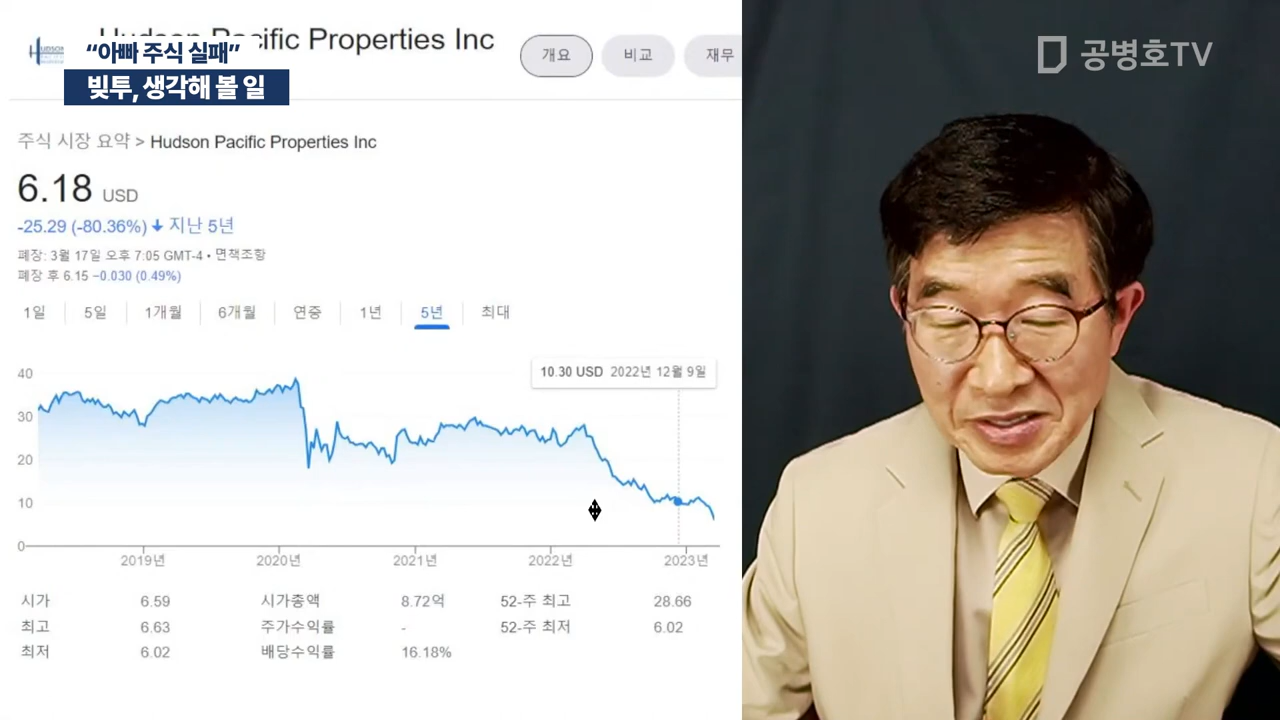 Hudson Pacific Properties Inc
"아빠 주식 실패"
빚투, 생각해 볼 일
개요
비교
재무
공병호TV
주식 시장 요약 > Hudson Pacific Properties Inc
6.18 USD
-25.29 (-80.36%) 지난 5년
폐장: 3월 17일 오후 7:05 GMT-4 • 면책조항
폐장 후 6.15 −0.030 (0.49%)
1일 5일 1개월 6개월 연중 1년 5년 최대
10.30 USD 2022년 12월 9일
40
30
20
10
0
2019년 2020년 2021년 2022년 2023년
시가 6.59 시가총액 8.72억 52-주 최고 28.66
최고 6.63 주가수익률 - 52-주 최저 6.02
최저 6.02 배당수익률 16.18%